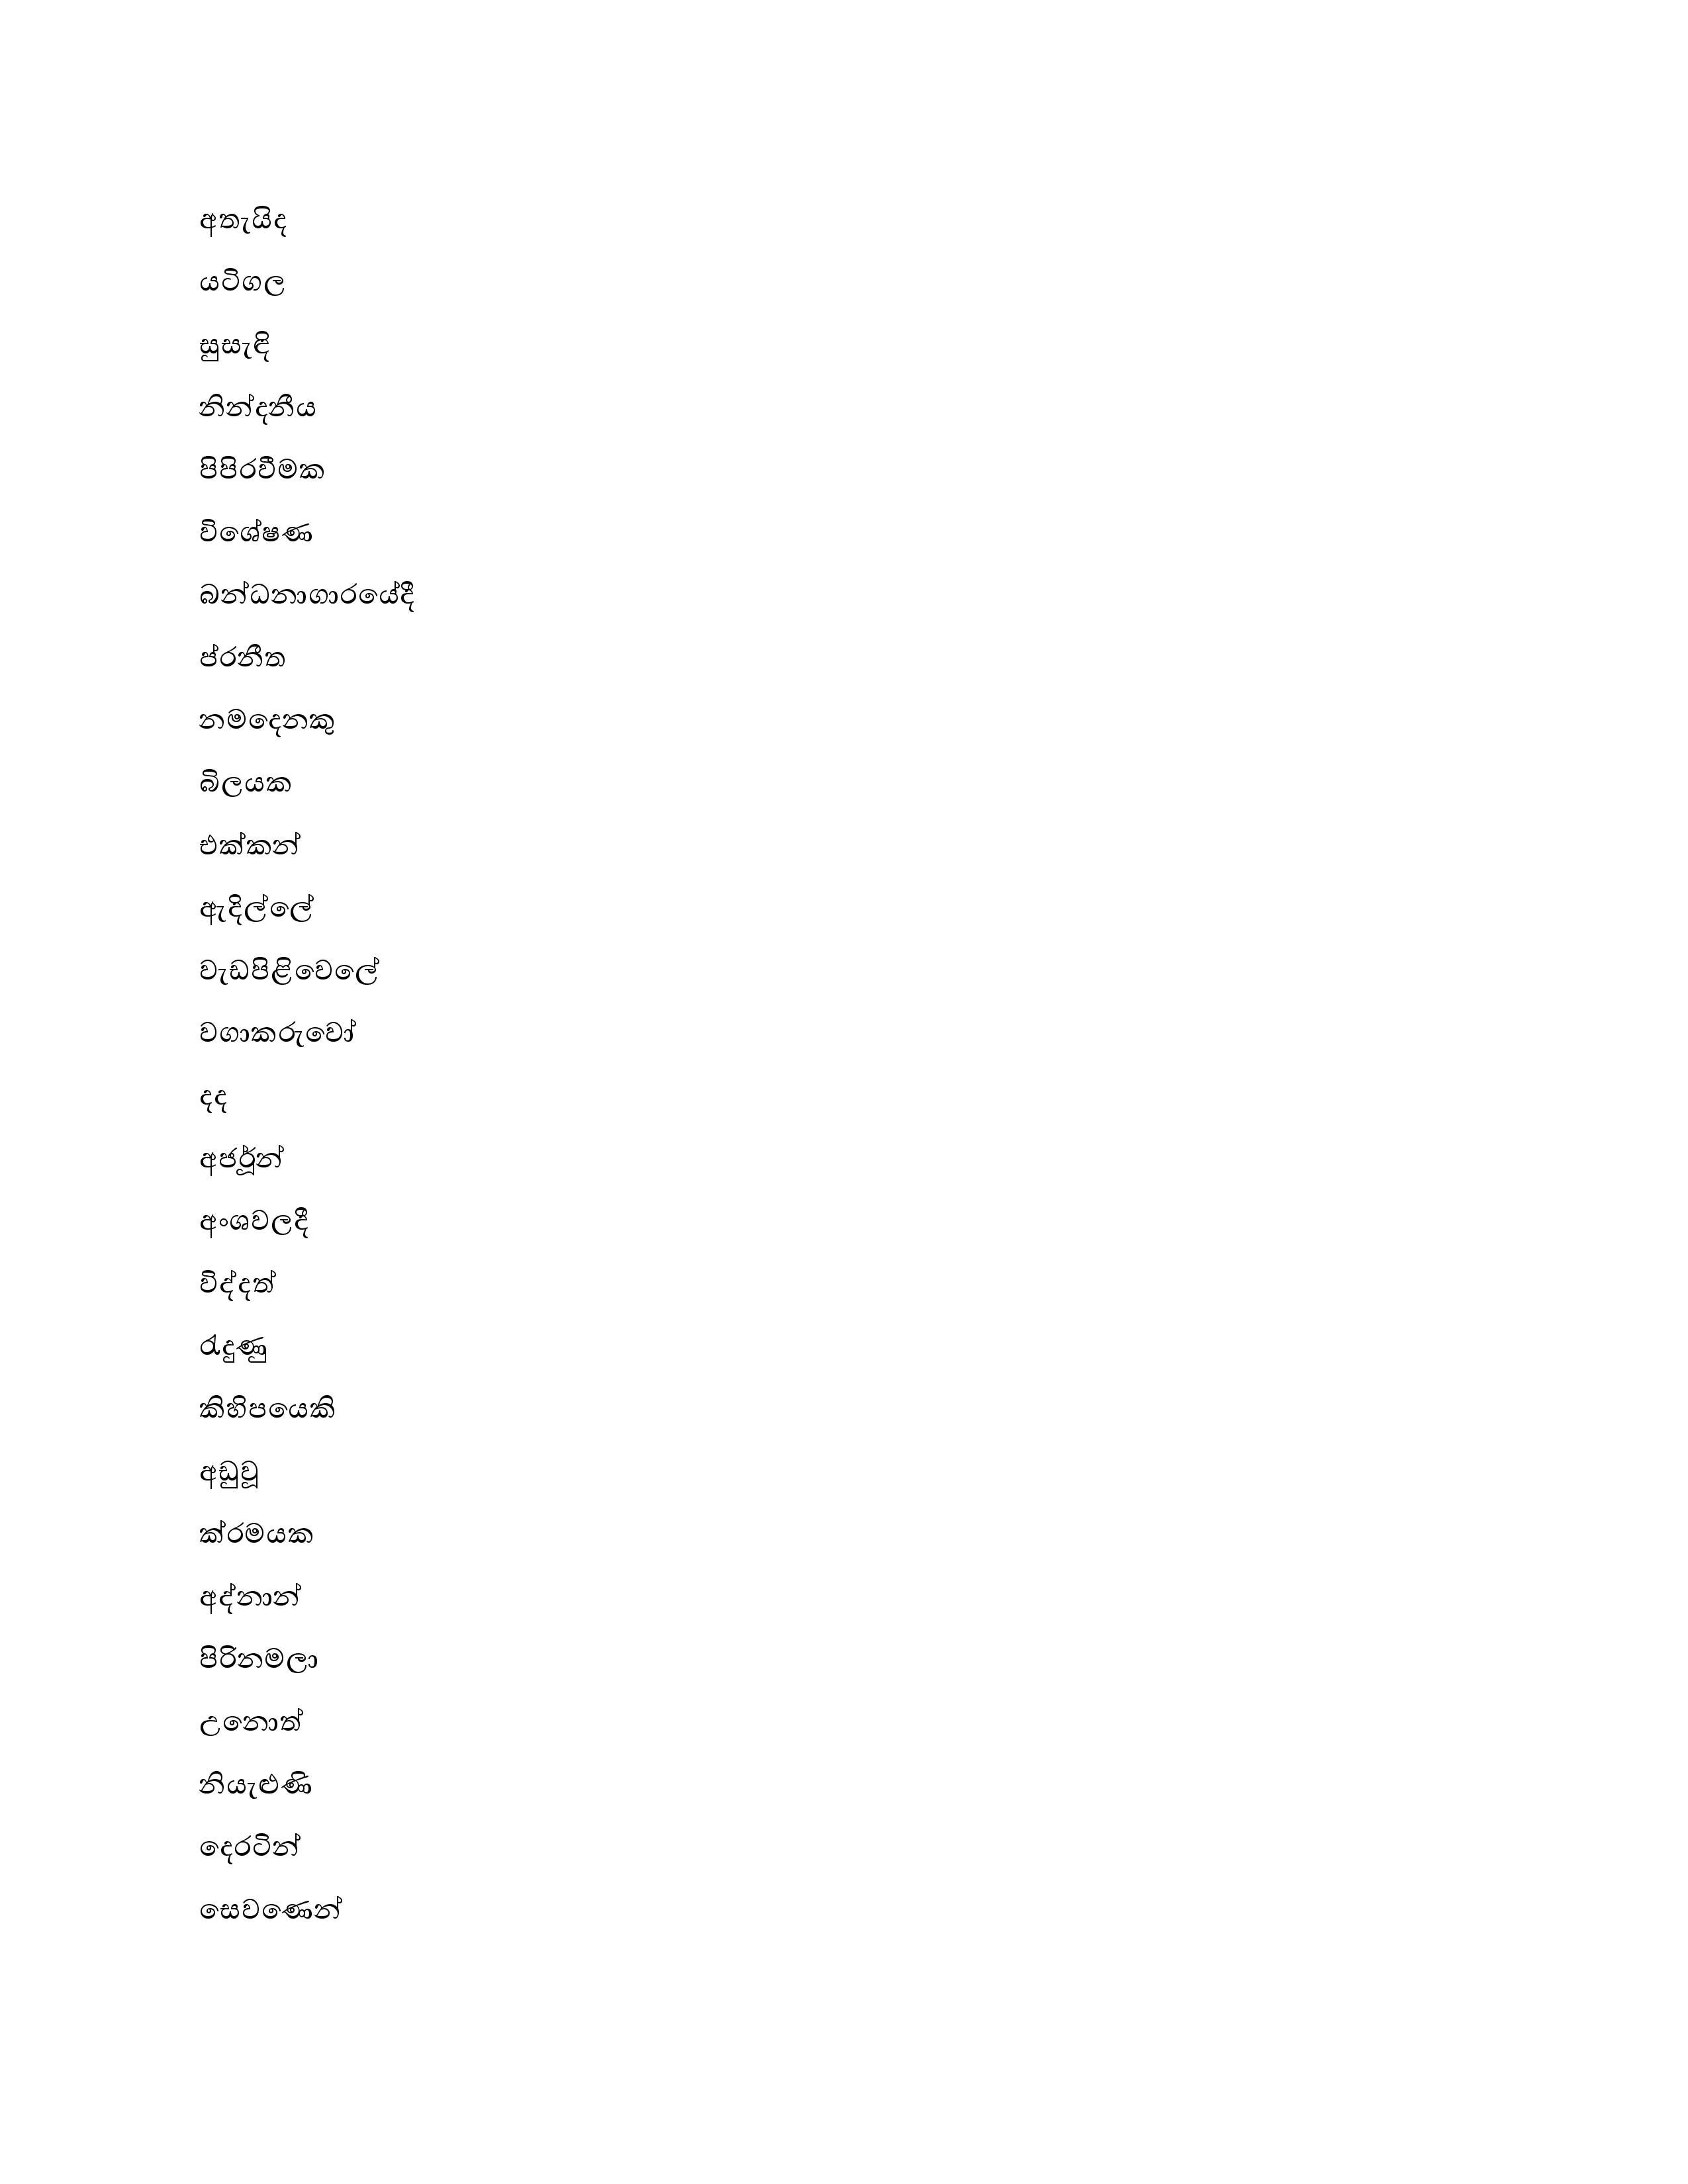 අතැයිද
යටිගල
සුසැඳි
නින්දනීය
පිපිරවීමක
විශේෂණ
බන්ධනාගාරයේදී
ප්රනීත
නමදෙනකු
බිලයක
එක්කන්
ඇදිල්ලේ
වැඩපිළිවෙලේ
වගාකරුවෝ
දද
අර්ජූන්
අංශවලදී
විද්දත්
රැඳුණු
කිහිපයෙකි
අඩුවූ
ක්රමයක
අද්නාන්
පිරිනමලා
උනොත්
නියැළුණි
දෙරටින්
සෙවණෙන්